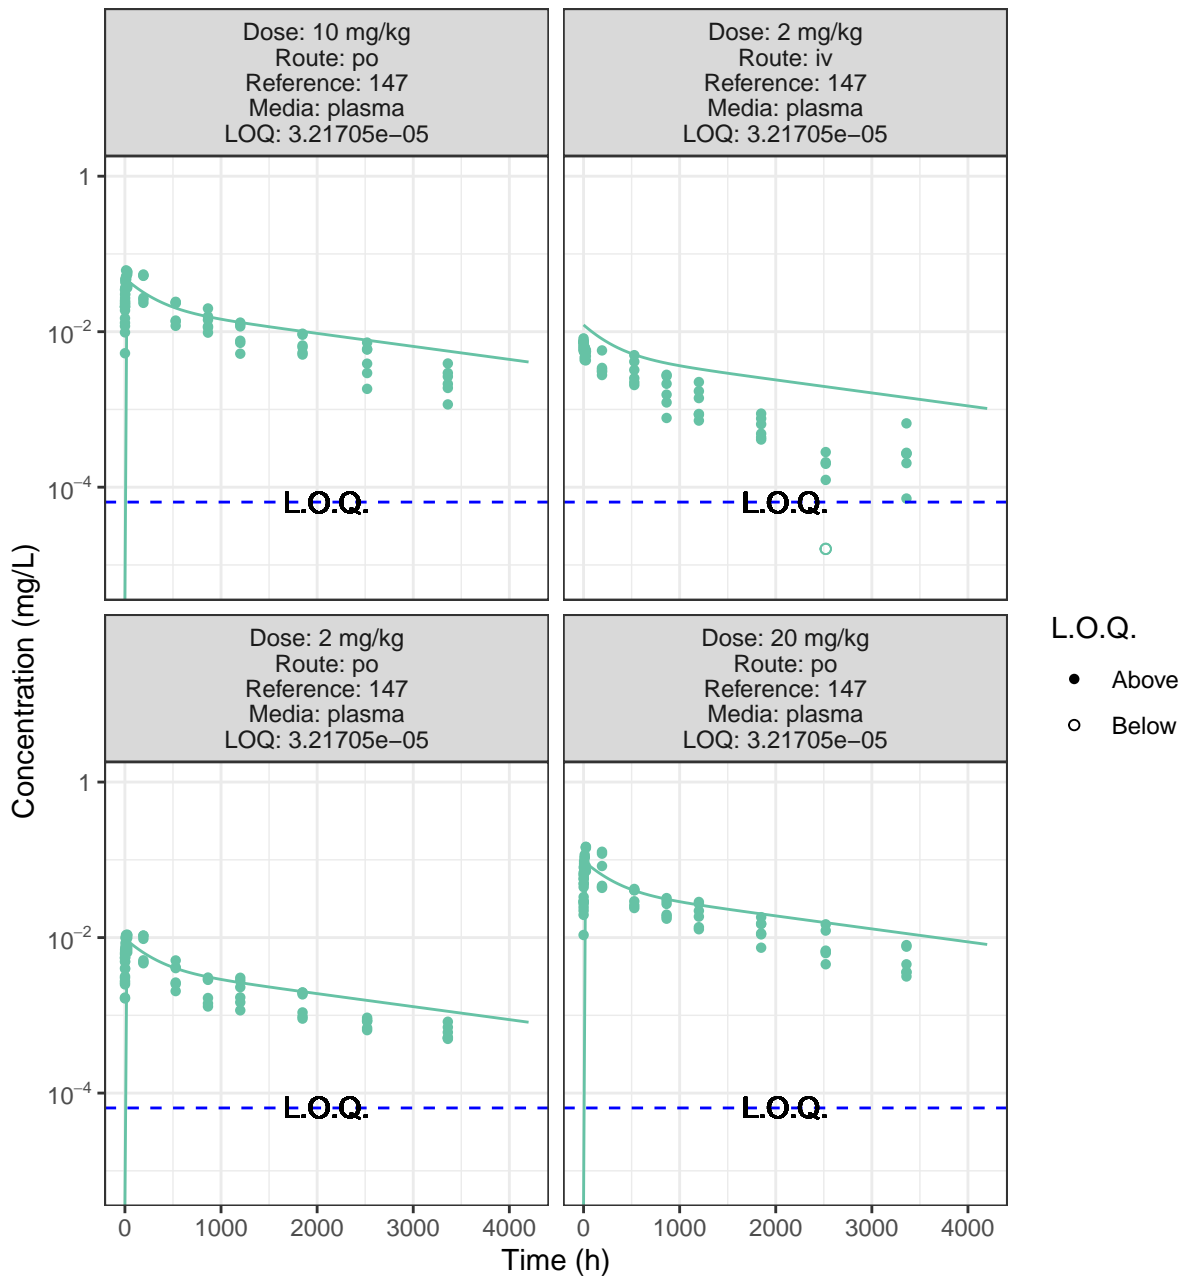 Dose: 10 mg/kg
Route: po
Reference: 147
Media: plasma
LOQ: 3.21705e−05
Dose: 2 mg/kg
Route: iv
Reference: 147
Media: plasma
LOQ: 3.21705e−05
1
10−2
10−4
L.O.Q.
L.O.Q.
Concentration (mg/L)
Dose: 2 mg/kg
Route: po
Reference: 147
Media: plasma
LOQ: 3.21705e−05
Dose: 20 mg/kg
Route: po
Reference: 147
Media: plasma
LOQ: 3.21705e−05
L.O.Q.
Above
Below
1
10−2
10−4
L.O.Q.
L.O.Q.
0 1000 2000 3000 4000
0 1000 2000 3000 4000
Time (h)